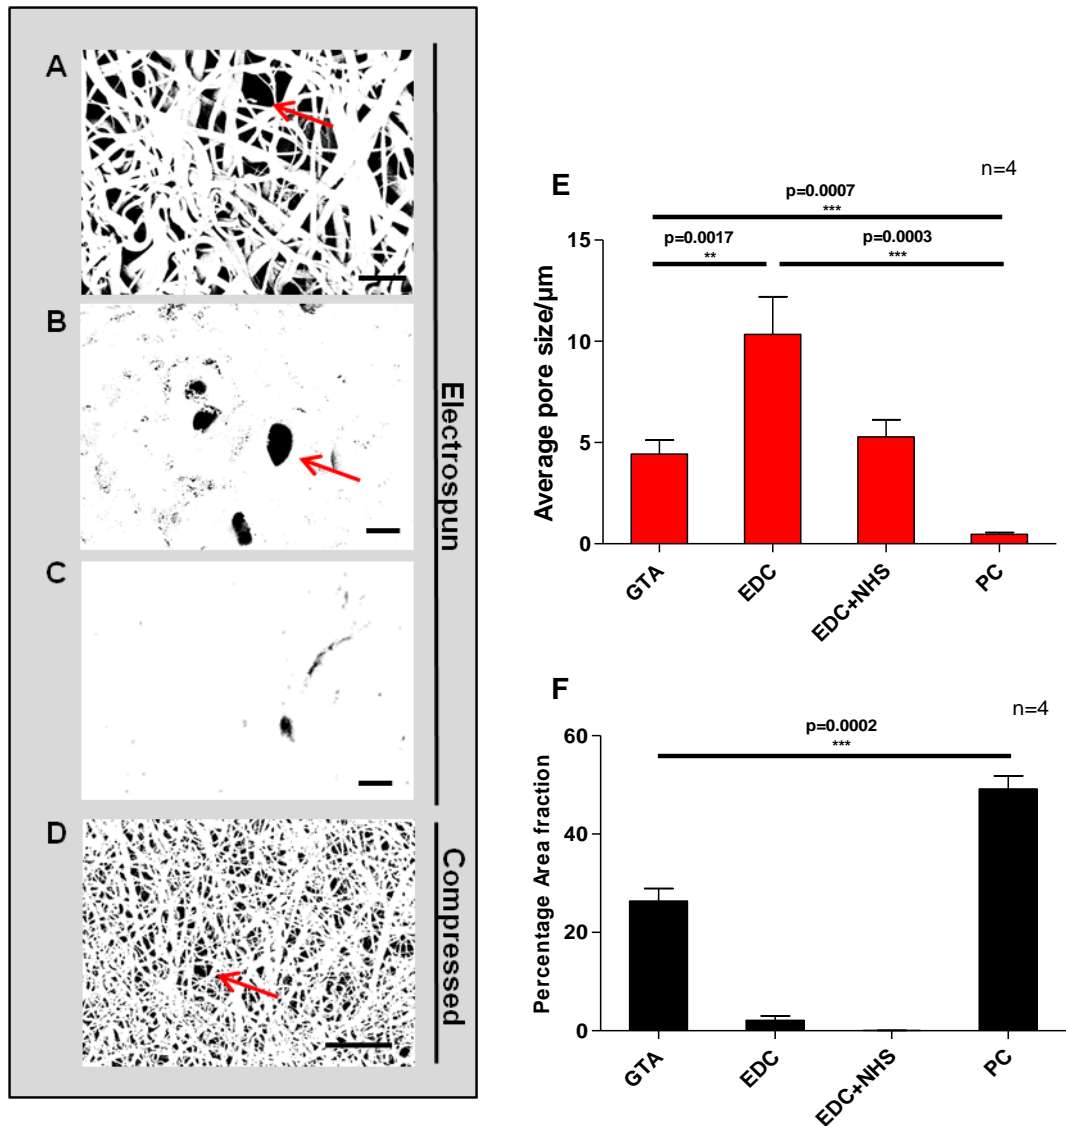 A
B
C
D
Electrospun
Compressed
E
n=4
p=0.0007
***
p=0.0017
**
p=0.0003
***
Average pore size/μm
15
10
5
0
GTA
EDC
EDC+NHS
PC
F
n=4
p=0.0002
***
Percentage Area fraction
60
40
20
0
GTA
EDC
EDC+NHS
PC